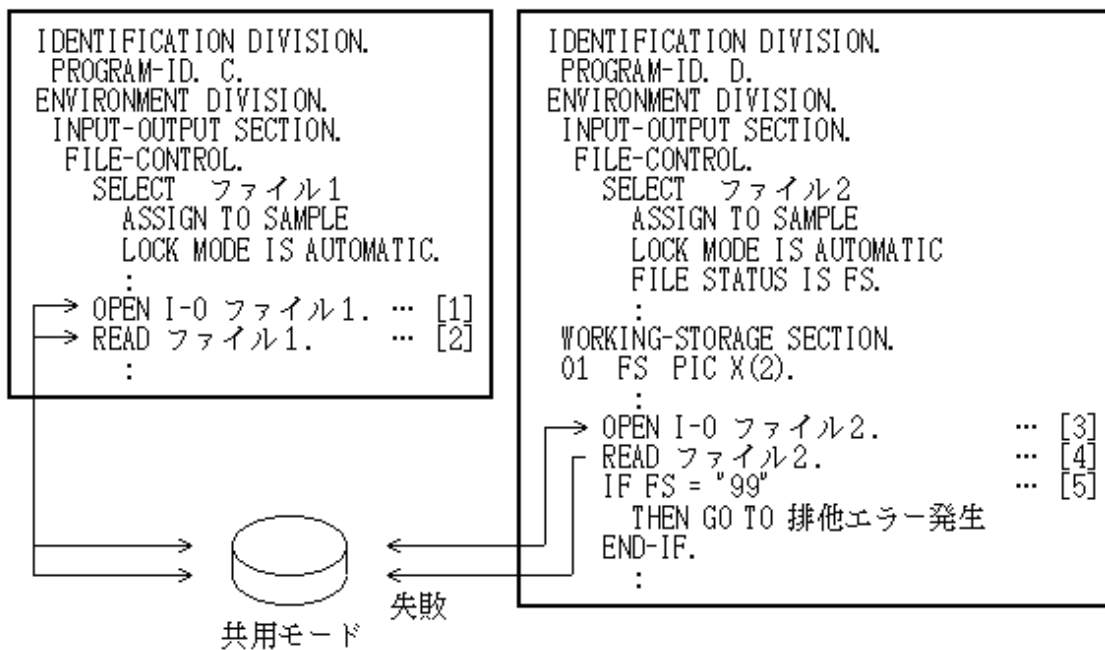 IDENTIFICATION DIVISION.
PROGRAM-ID. C.
ENVIRONMENT DIVISION.
INPUT-OUTPUT SECTION.
FILE-CONTROL.
SELECT ファイル1
ASSIGN TO SAMPLE
LOCK MODE IS AUTOMATIC.
:
OPEN I-O ファイル1. … [1]
READ ファイル1. … [2]
:
IDENTIFICATION DIVISION.
PROGRAM-ID. D.
ENVIRONMENT DIVISION.
INPUT-OUTPUT SECTION.
FILE-CONTROL.
SELECT ファイル2
ASSIGN TO SAMPLE
LOCK MODE IS AUTOMATIC
FILE STATUS IS FS.
:
WORKING-STORAGE SECTION.
01 FS PIC X(2).
:
OPEN I-O ファイル2. … [3]
READ ファイル2. … [4]
IF FS = "99" … [5]
THEN GO TO 排他エラー発生
END-IF.
:
失敗
共用モード